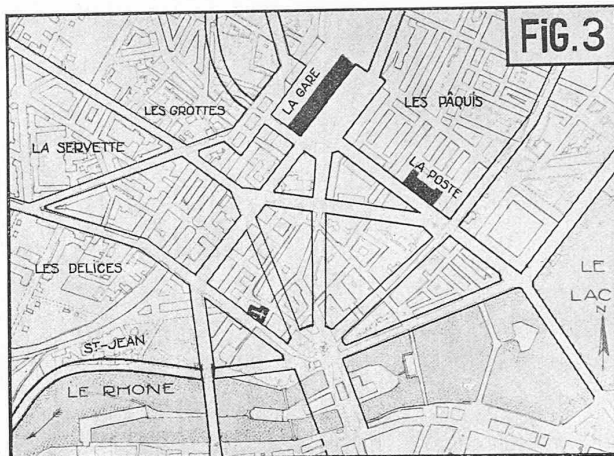 FiG.3
LA GARE
LES GROTTES
LES PÂQUIS
LA SERVETTE
LA POSTE
LES DELICES
LE
LAC
N
ST-JEAN
LE RHONE